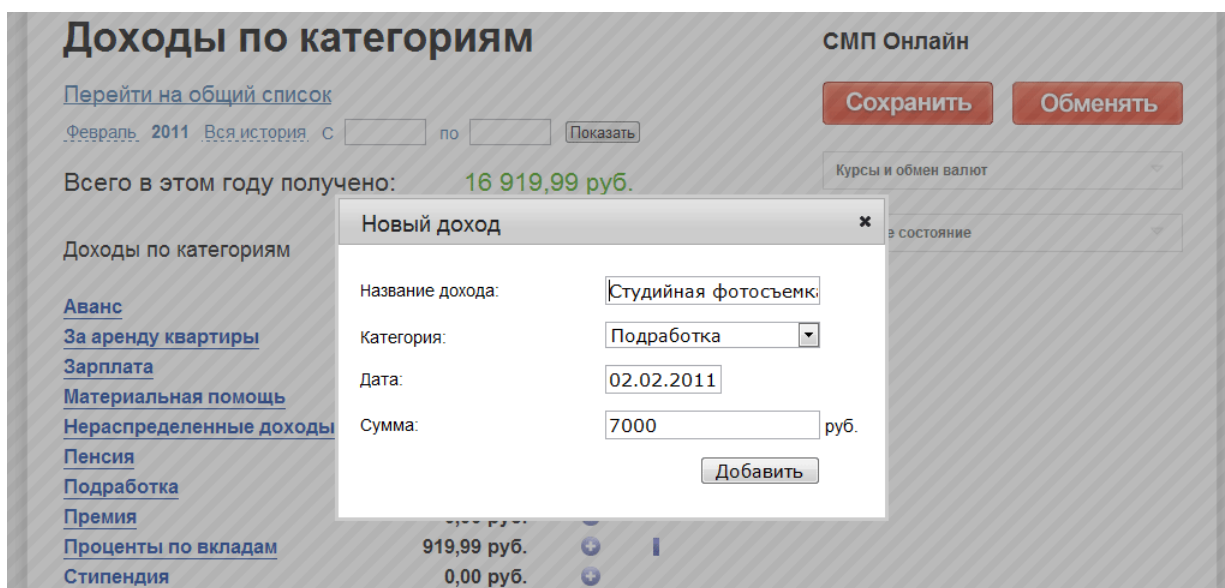 Доходы по категориям
СМП Онлайн
Перейти на общий список
Сохранить Обменять
Февраль 2011 Вся история С по Показать
Курсы и обмен валют
Всего в этом году получено: 16 919,99 руб.
Новый доход
е состояние
Доходы по категориям
Название дохода: Студийная фотосъемка
Аванс
Категория: Подработка
За аренду квартиры
Зарплата
Дата: 02.02.2011
Материальная помощь
Нераспределенные доходы
Сумма: 7000 руб.
Пенсия
Добавить
Подработка
Премия
Проценты по вкладам 919,99 руб.
Стипендия 0,00 руб.